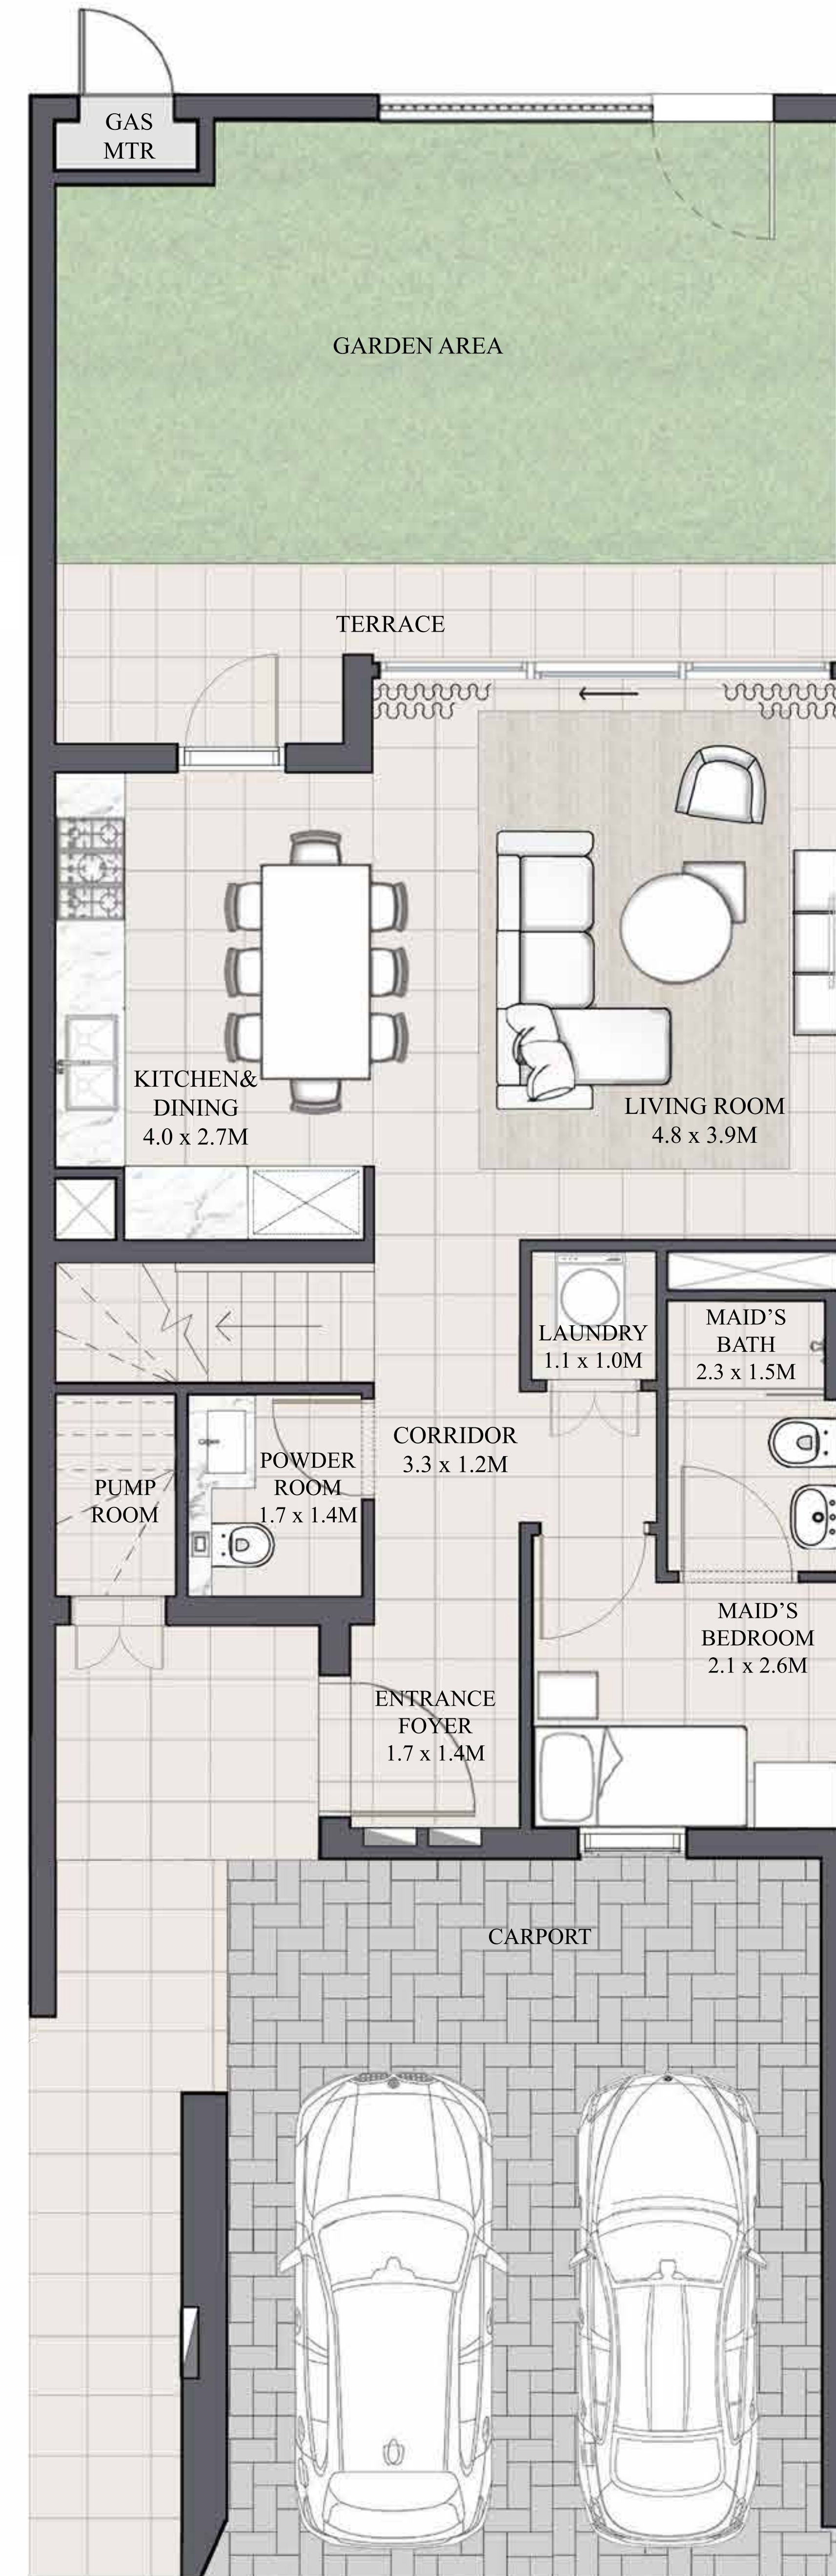 GAS
MTR
GARDEN AREA
TERRACE
KITCHEN&
DINING
4.0 x 2.7M
LIVING ROOM
4.8 x 3.9M
LAUNDRY
1.1 x 1.0M
MAID'S
BATH
2.3 x 1.5M
CORRIDOR
3.3 x 1.2M
POWDER
ROOM
1.7 x 1.4M
PUMP
ROOM
MAID'S
BEDROOM
2.1 x 2.6M
ENTRANCE
FOYER
1.7 x 1.4M
CARPORT